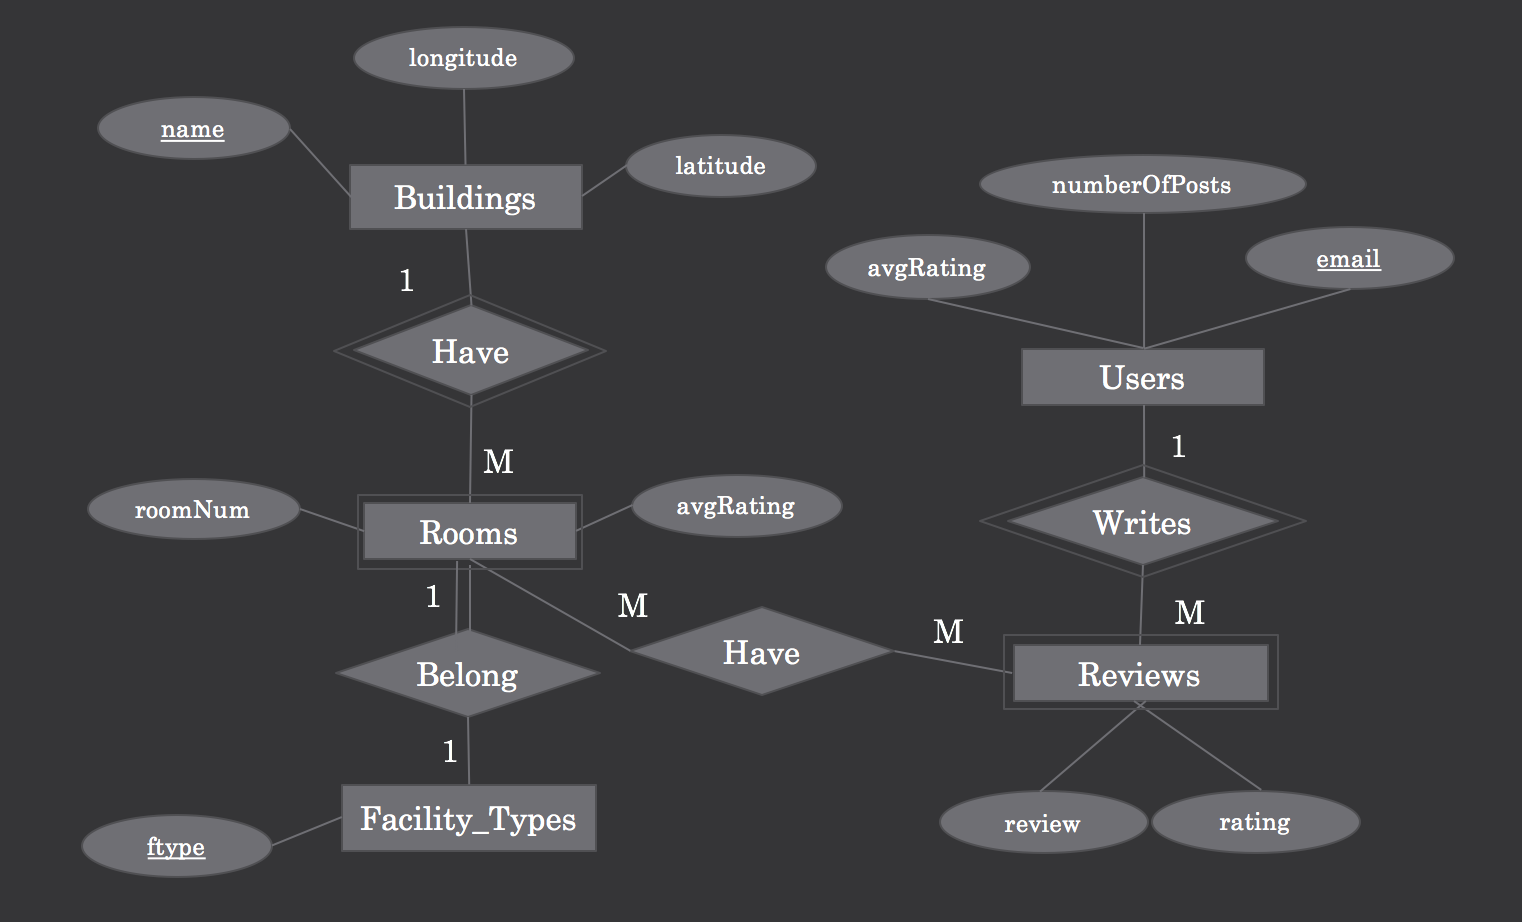 longitude
name
latitude
Buildings
numberOfPosts
avgRating
email
1
Have
Users
1
M
roomNum
avgRating
Rooms
Writes
1
M
M
M
Have
Belong
Reviews
1
Facility_Types
ftype
review
rating